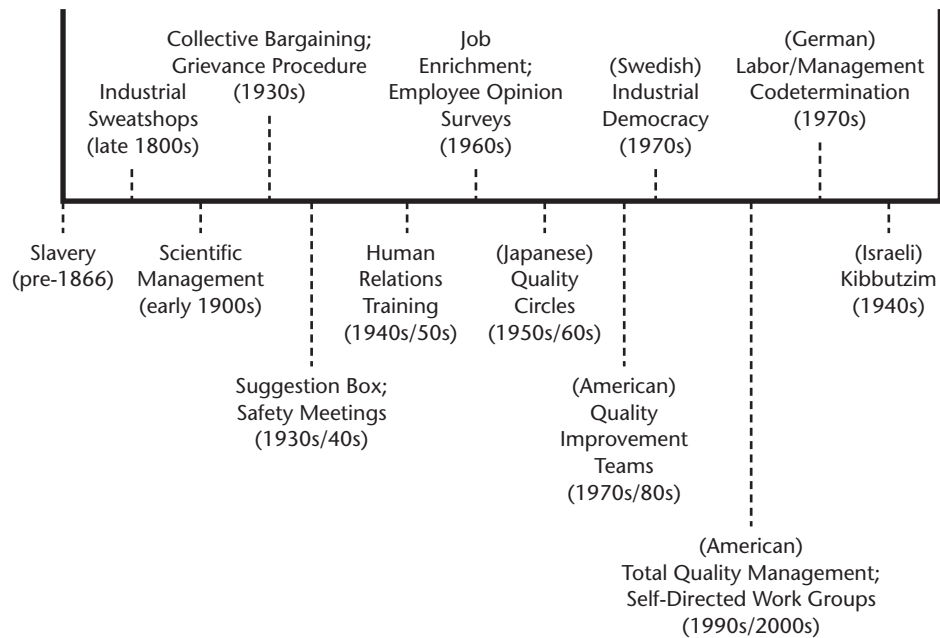 Collective Bargaining;
Grievance Procedure
(1930s)
Job
Enrichment;
Employee Opinion
Surveys
(1960s)
(German)
Labor/Management
Codetermination
(1970s)
(Swedish)
Industrial
Democracy
(1970s)
Industrial
Sweatshops
(late 1800s)
Slavery
(pre-1866)
Scientific
Management
(early 1900s)
Human
Relations
Training
(1940s/50s)
(Japanese)
Quality
Circles
(1950s/60s)
(Israeli)
Kibbutzim
(1940s)
Suggestion Box;
Safety Meetings
(1930s/40s)
(American)
Quality
Improvement
Teams
(1970s/80s)
(American)
Total Quality Management;
Self-Directed Work Groups
(1990s/2000s)